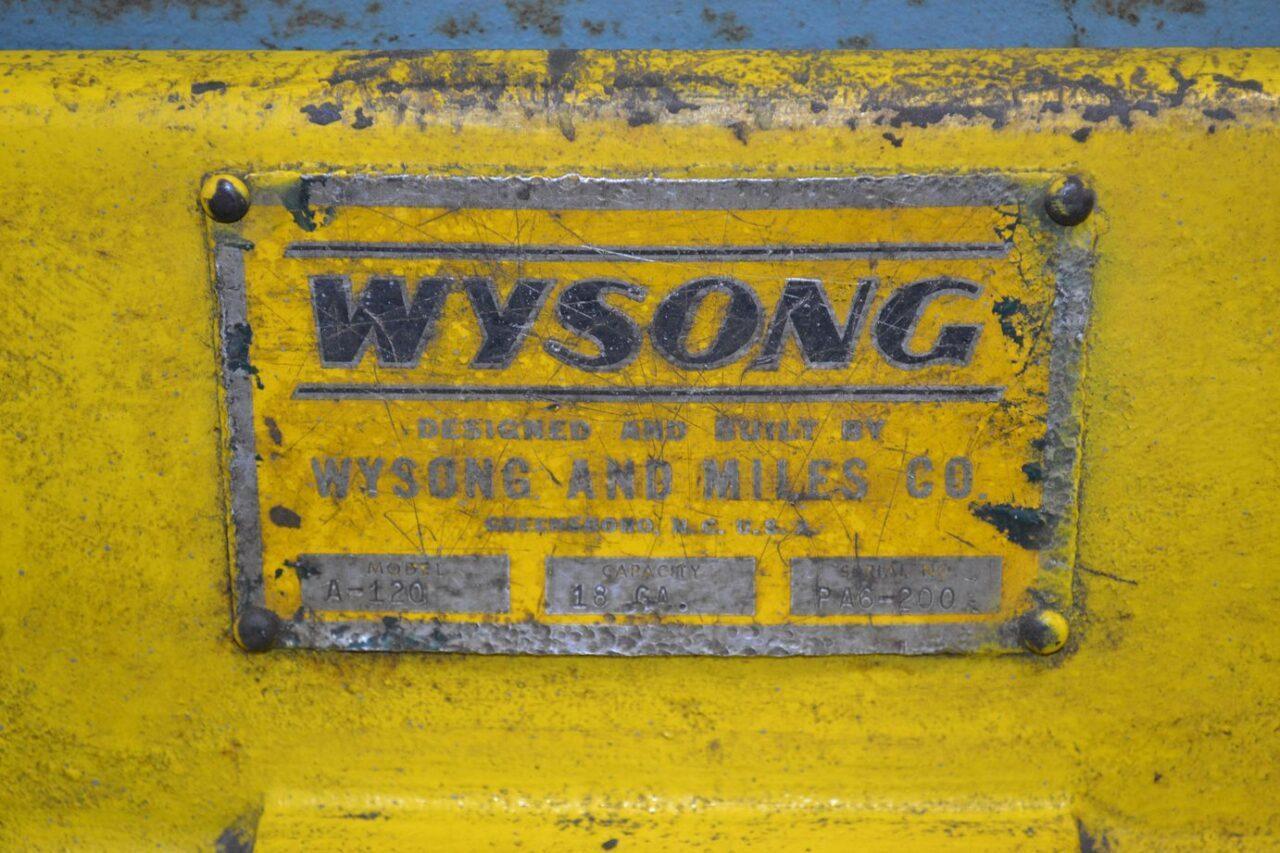 WYSONG
DESIGNED AND BUILT BY
WYSONG AND MILES CO.
GREENSBORO, N.C. U.S.A.
MODEL CAPACITY SERIAL NO.
A-120 18 GA. PA6-200